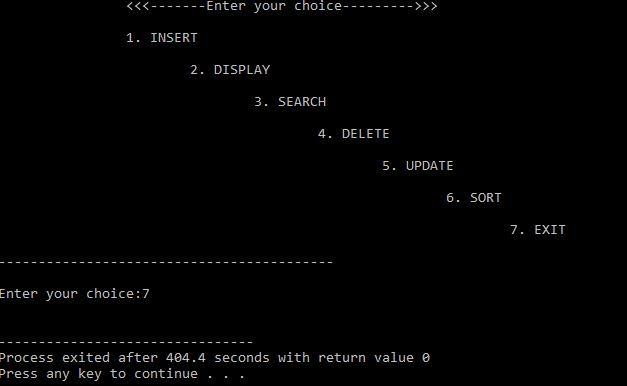 <<<-------Enter your choice--------->>>
1. INSERT
2. DISPLAY
3. SEARCH
4. DELETE
5. UPDATE
6. SORT
7. EXIT
------------------------------------------
Enter your choice:7
--------------------------------
Process exited after 404.4 seconds with return value 0
Press any key to continue . . .